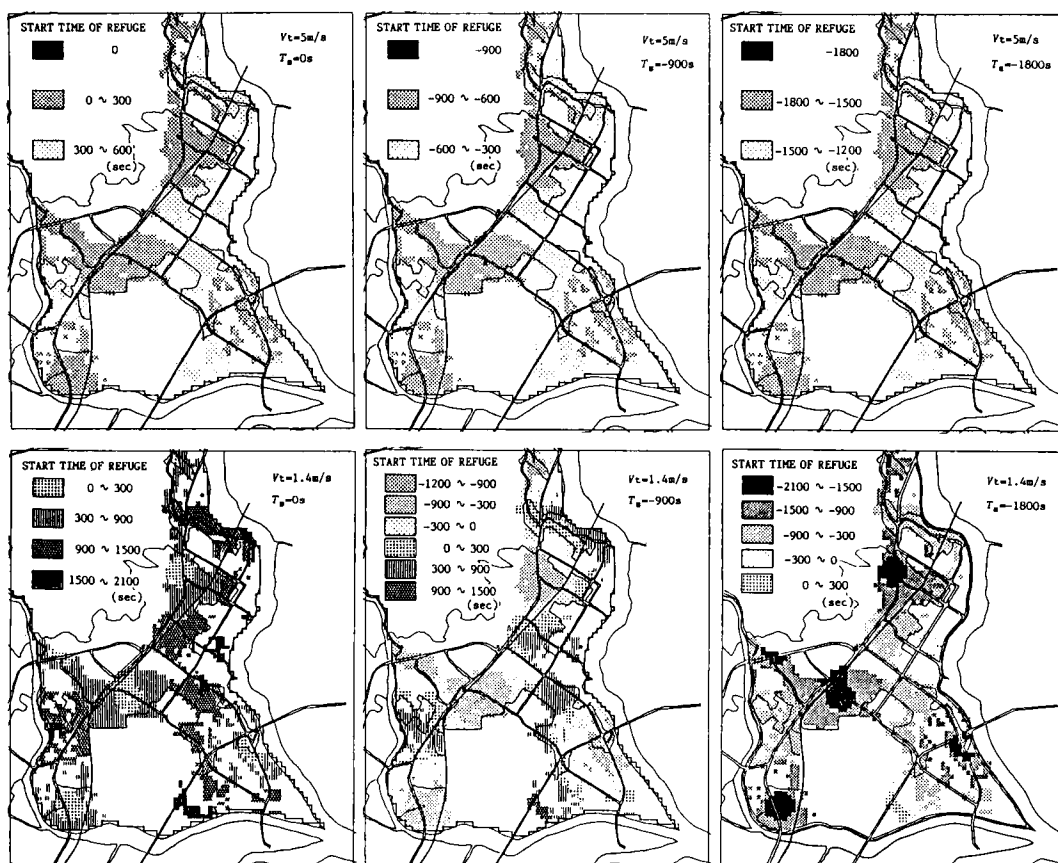 START TIME OF REFUGE
0
0 ~ 300
300 ~ 600
(sec)
Vt=5m/s
Ts=0s
START TIME OF REFUGE
-900
-900 ~ -600
-600 ~ -300
(sec)
Vt=5m/s
Ts=-900s
START TIME OF REFUGE
-1800
-1800 ~ -1500
-1500 ~ -1200
(sec)
Vt=5m/s
Ts=-1800s
START TIME OF REFUGE
0 ~ 300
300 ~ 900
900 ~ 1500
1500 ~ 2100
(sec)
Vt=1.4m/s
Ts=0s
START TIME OF REFUGE
-1200 ~ -900
-900 ~ -300
-300 ~ 0
0 ~ 300
300 ~ 900
900 ~ 1500
(sec)
Vt=1.4m/s
Ts=-900s
START TIME OF REFUGE
-2100 ~ -1500
-1500 ~ -900
-900 ~ -300
-300 ~ 0
0 ~ 300
(sec)
Vt=1.4m/s
Ts=-1800s